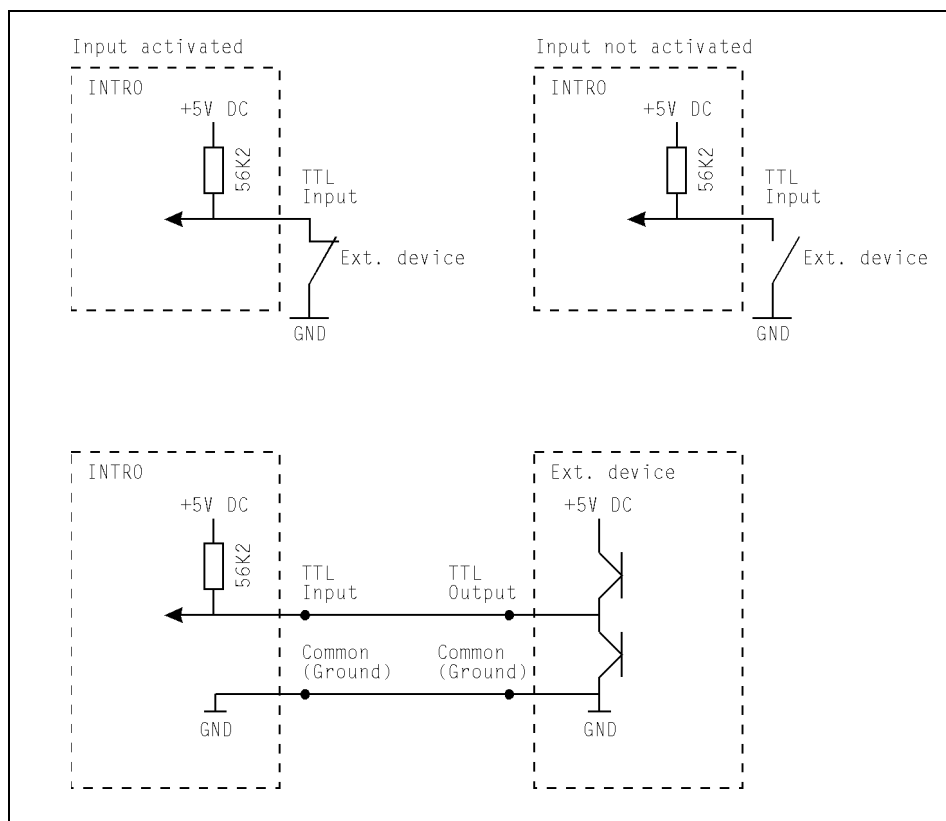 Input activated
INTRO
+5V DC
56K2
TTL
Input
Ext. device
GND
Input not activated
INTRO
+5V DC
56K2
TTL
Input
Ext. device
GND
INTRO
+5V DC
56K2
TTL
Input
Common
(Ground)
GND
TTL
Output
Common
(Ground)
Ext. device
+5V DC
GND